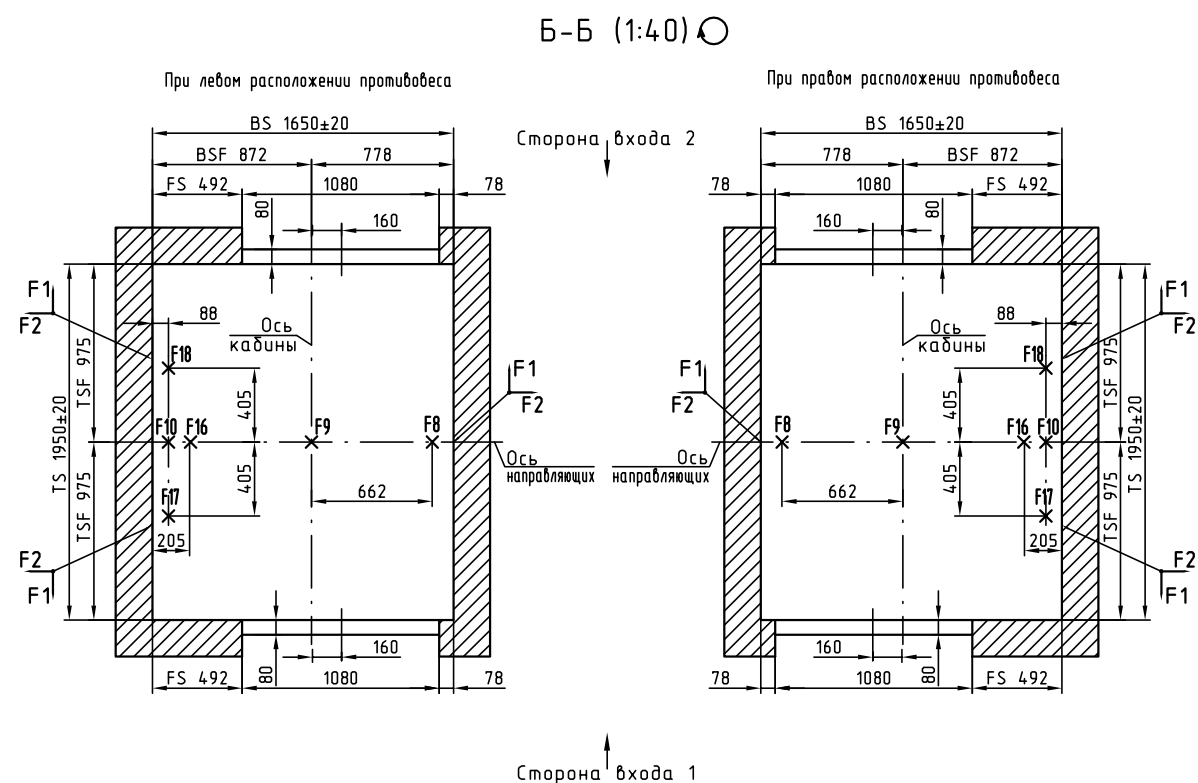 Б-Б (1:40)
При левом расположении противовеса
При правом расположении противовеса
BS 1650±20
BSF 872
778
FS 492
1080
78
80
160
Сторона входа 2
BS 1650±20
778
BSF 872
78
1080
FS 492
160
80
F1
F2
88
Ось
кабины
F18
TSF 975
405
F1
F2
F10
F16
F9
F8
TS 1950±20
Ось
направляющих
TSF 975
405
662
F17
205
F2
F1
160
80
FS 492
1080
78
F1
F2
88
Ось
кабины
F18
TSF 975
405
F1
F2
F8
F9
F16
F10
TS 1950±20
Ось
направляющих
TSF 975
405
662
F17
205
F2
F1
160
80
78
1080
FS 492
Сторона входа 1